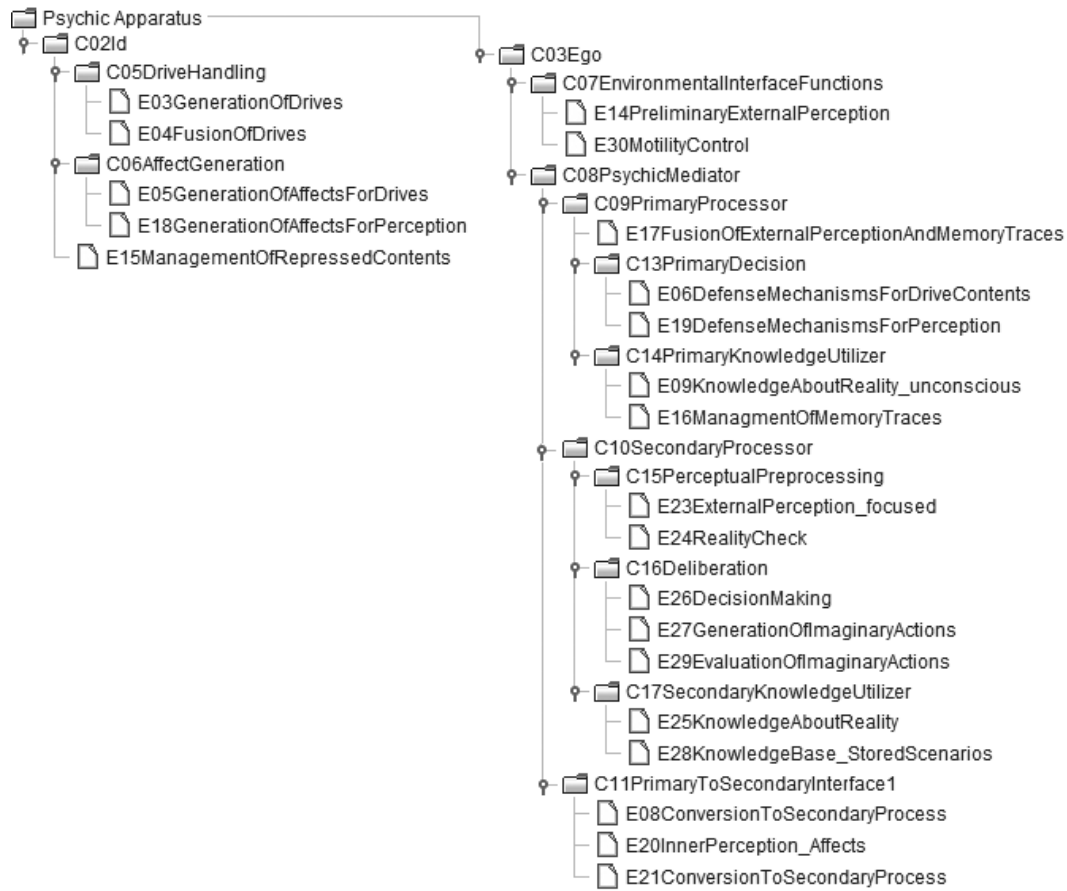 Psychic Apparatus
C02Id
C05DriveHandling
E03GenerationOfDrives
E04FusionOfDrives
C06AffectGeneration
E05GenerationOfAffectsForDrives
E18GenerationOfAffectsForPerception
E15ManagementOfRepressedContents
C03Ego
C07EnvironmentalInterfaceFunctions
E14PreliminaryExternalPerception
E30MotilityControl
C08PsychicMediator
C09PrimaryProcessor
E17FusionOfExternalPerceptionAndMemoryTraces
C13PrimaryDecision
E06DefenseMechanismsForDriveContents
E19DefenseMechanismsForPerception
C14PrimaryKnowledgeUtilizer
E09KnowledgeAboutReality_unconscious
E16ManagmentOfMemoryTraces
C10SecondaryProcessor
C15PerceptualPreprocessing
E23ExternalPerception_focused
E24RealityCheck
C16Deliberation
E26DecisionMaking
E27GenerationOfImaginaryActions
E29EvaluationOfImaginaryActions
C17SecondaryKnowledgeUtilizer
E25KnowledgeAboutReality
E28KnowledgeBase_StoredScenarios
C11PrimaryToSecondaryInterface1
E08ConversionToSecondaryProcess
E20InnerPerception_Affects
E21ConversionToSecondaryProcess